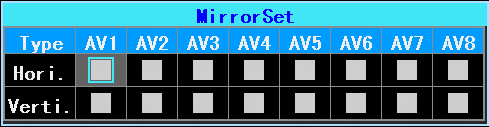 MirrorSet
Type AV1 AV2 AV3 AV4 AV5 AV6 AV7 AV8
Hori.
Verti.